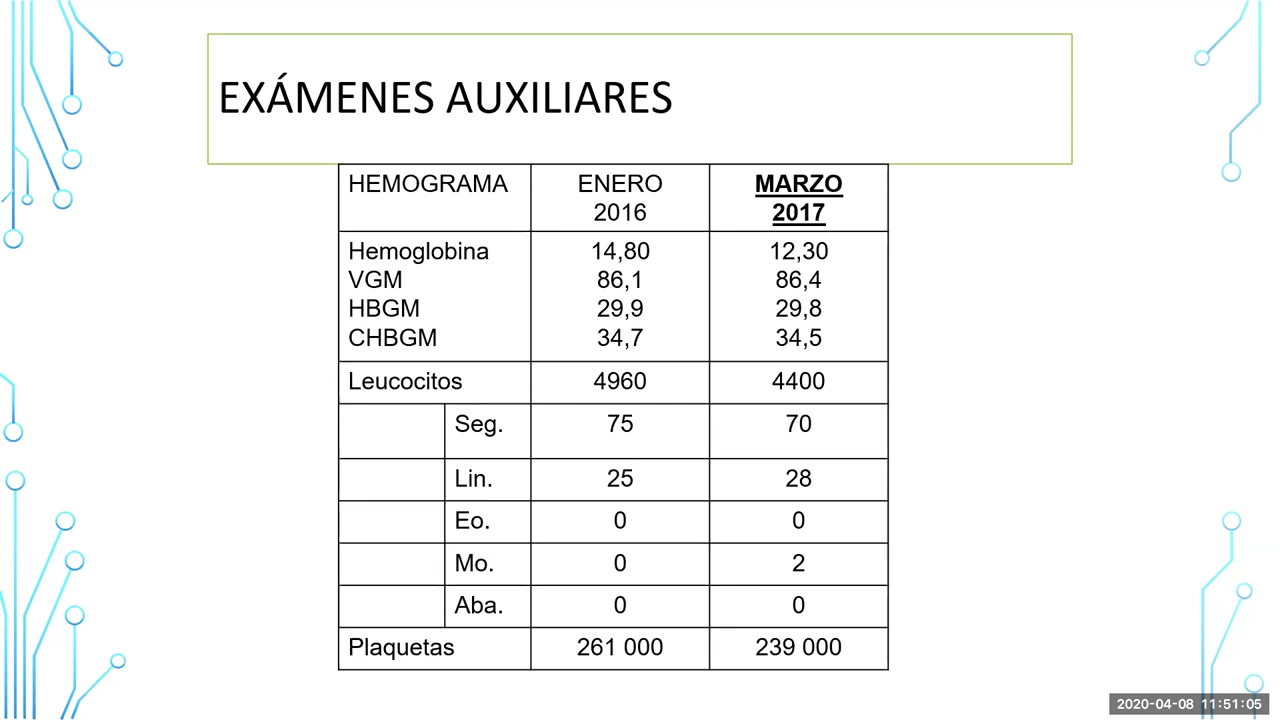 EXÁMENES AUXILIARES
HEMOGRAMA ENERO 2016 MARZO 2017
Hemoglobina 14,80 12,30
VGM 86,1 86,4
HBGM 29,9 29,8
CHBGM 34,7 34,5
Leucocitos 4960 4400
Seg. 75 70
Lin. 25 28
Eo. 0 0
Mo. 0 2
Aba. 0 0
Plaquetas 261 000 239 000
2020-04-08 11:51:05